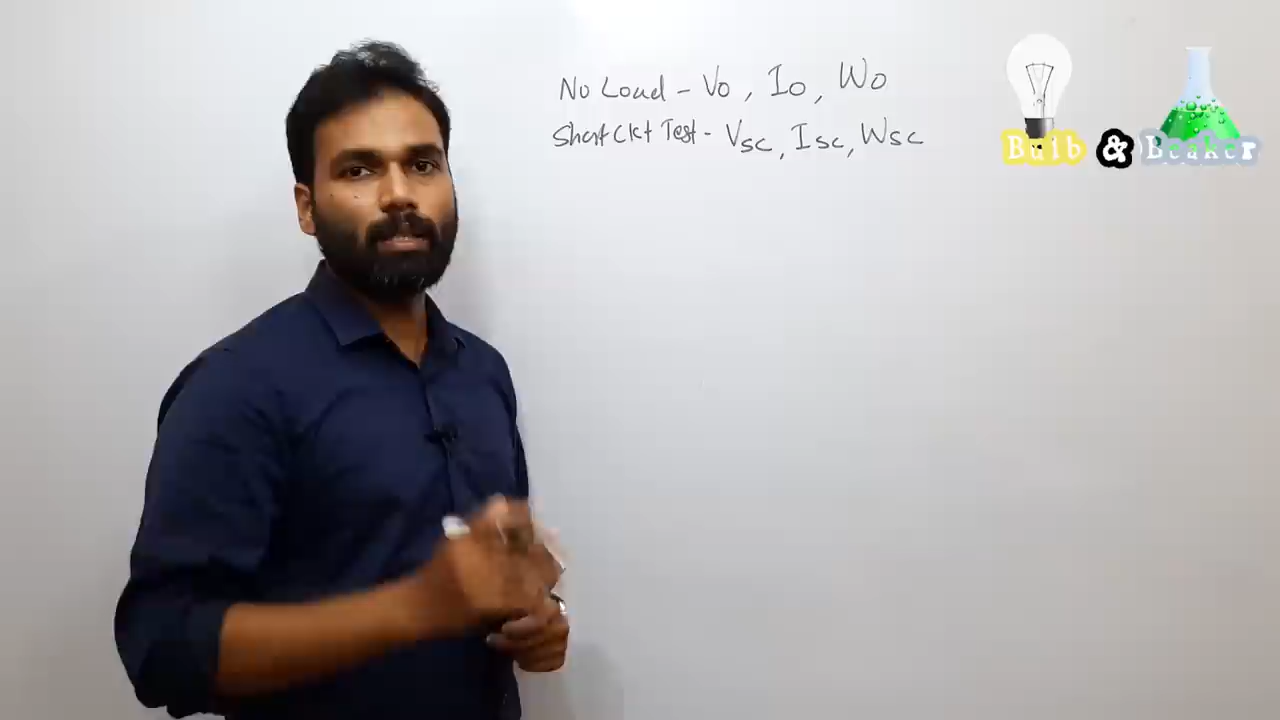 No Load - Vo, Io, Wo
Short Ckt Test - Vsc, Isc, Wsc
Bulb & Beaker